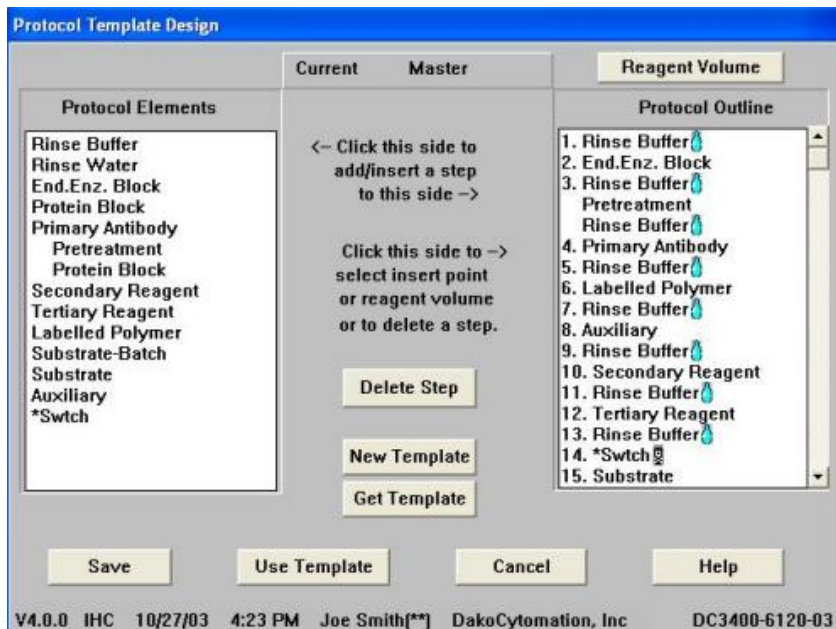 Protocol Template Design
Current Master
Reagent Volume
Protocol Elements
Rinse Buffer
Rinse Water
End.Enz. Block
Protein Block
Primary Antibody
Pretreatment
Protein Block
Secondary Reagent
Tertiary Reagent
Labelled Polymer
Substrate-Batch
Substrate
Auxiliary
*Swtch
<- Click this side to
add/insert a step
to this side ->
Click this side to ->
select insert point
or reagent volume
or to delete a step.
Delete Step
New Template
Get Template
Protocol Outline
1. Rinse Buffer
2. End.Enz. Block
3. Rinse Buffer
Pretreatment
Rinse Buffer
4. Primary Antibody
5. Rinse Buffer
6. Labelled Polymer
7. Rinse Buffer
8. Auxiliary
9. Rinse Buffer
10. Secondary Reagent
11. Rinse Buffer
12. Tertiary Reagent
13. Rinse Buffer
14. *Swtch
15. Substrate
Save
Use Template
Cancel
Help
V4.0.0 IHC 10/27/03 4:23 PM Joe Smith[**] DakoCytomation, Inc DC3400-6120-03